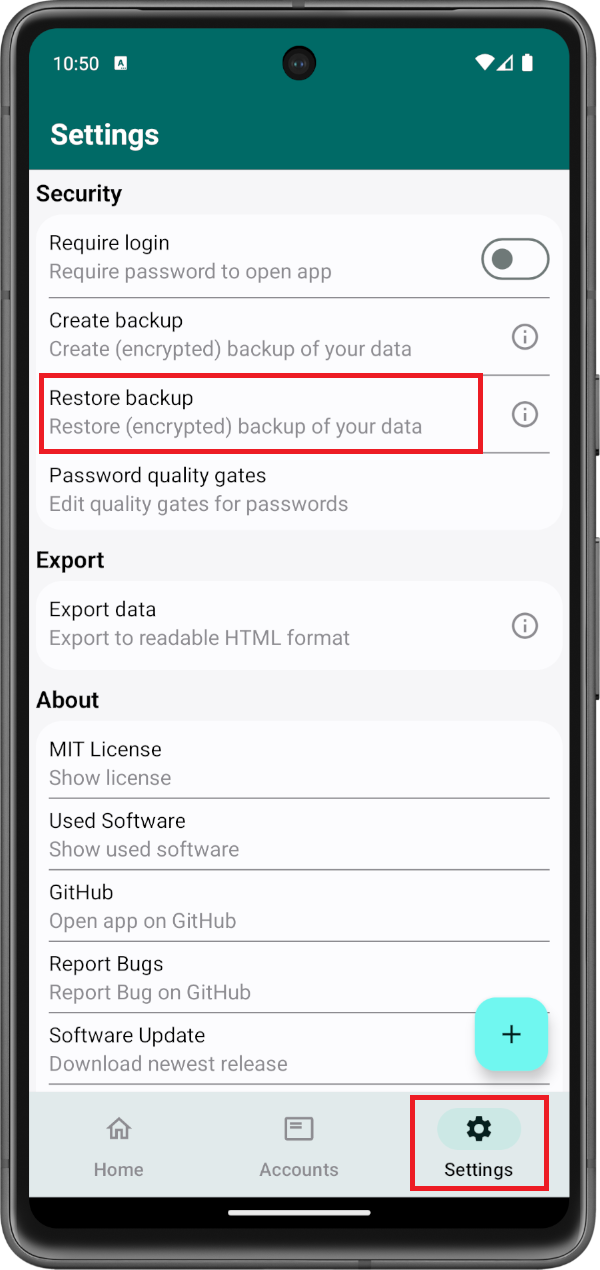 10:50
Settings
Security
Require login
Require password to open app
Create backup
Create (encrypted) backup of your data
Restore backup
Restore (encrypted) backup of your data
Password quality gates
Edit quality gates for passwords
Export
Export data
Export to readable HTML format
About
MIT License
Show license
Used Software
Show used software
GitHub
Open app on GitHub
Report Bugs
Report Bug on GitHub
Software Update
Download newest release
Home
Accounts
Settings